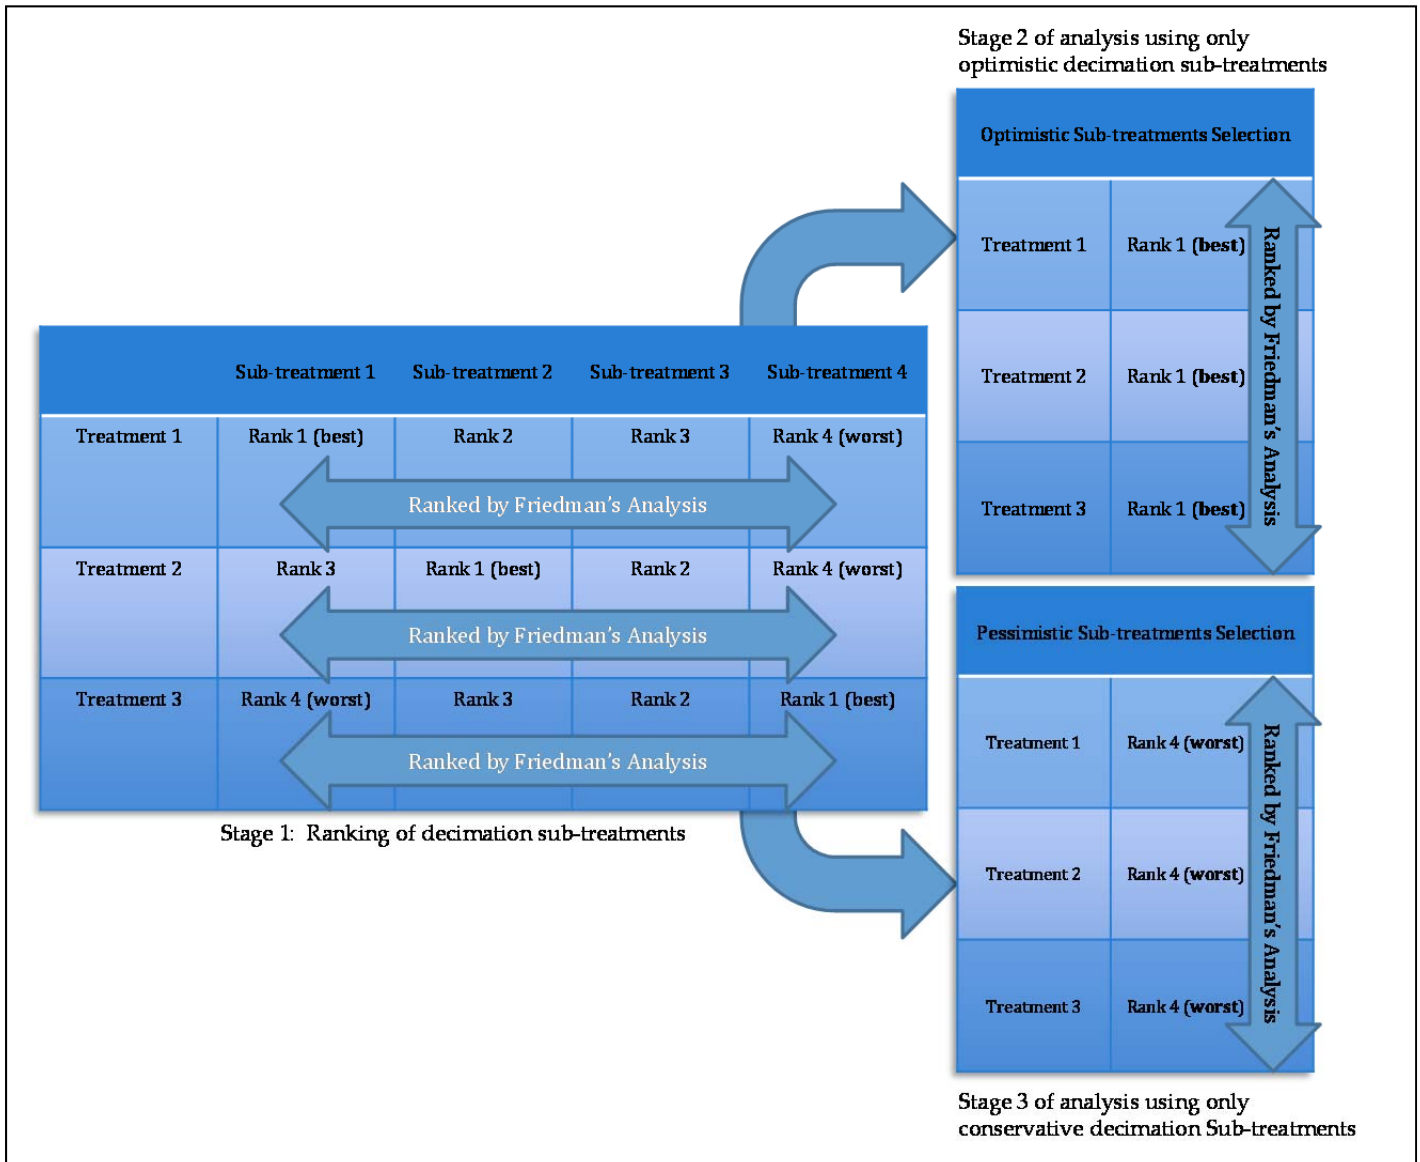 Stage 2 of analysis using only
optimistic decimation sub-treatments
Optimistic Sub-treatments Selection
Treatment 1 Rank 1 (best)
Treatment 2 Rank 1 (best)
Treatment 3 Rank 1 (best)
Ranked by Friedman's Analysis
Sub-treatment 1 Sub-treatment 2 Sub-treatment 3 Sub-treatment 4
Treatment 1 Rank 1 (best) Rank 2 Rank 3 Rank 4 (worst)
Ranked by Friedman's Analysis
Treatment 2 Rank 3 Rank 1 (best) Rank 2 Rank 4 (worst)
Ranked by Friedman's Analysis
Treatment 3 Rank 4 (worst) Rank 3 Rank 2 Rank 1 (best)
Ranked by Friedman's Analysis
Stage 1: Ranking of decimation sub-treatments
Pessimistic Sub-treatments Selection
Treatment 1 Rank 4 (worst)
Treatment 2 Rank 4 (worst)
Treatment 3 Rank 4 (worst)
Ranked by Friedman's Analysis
Stage 3 of analysis using only
conservative decimation Sub-treatments